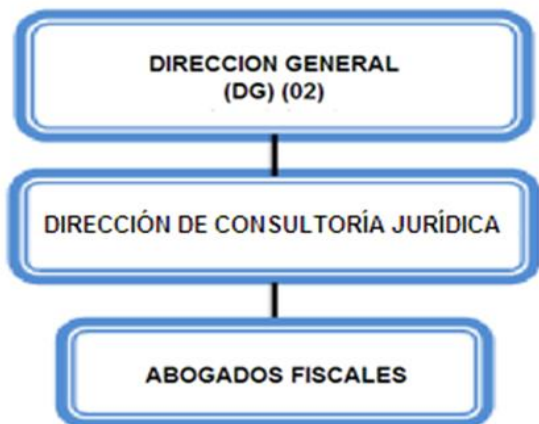 DIRECCION GENERAL
(DG) (02)
DIRECCIÓN DE CONSULTORÍA JURÍDICA
ABOGADOS FISCALES